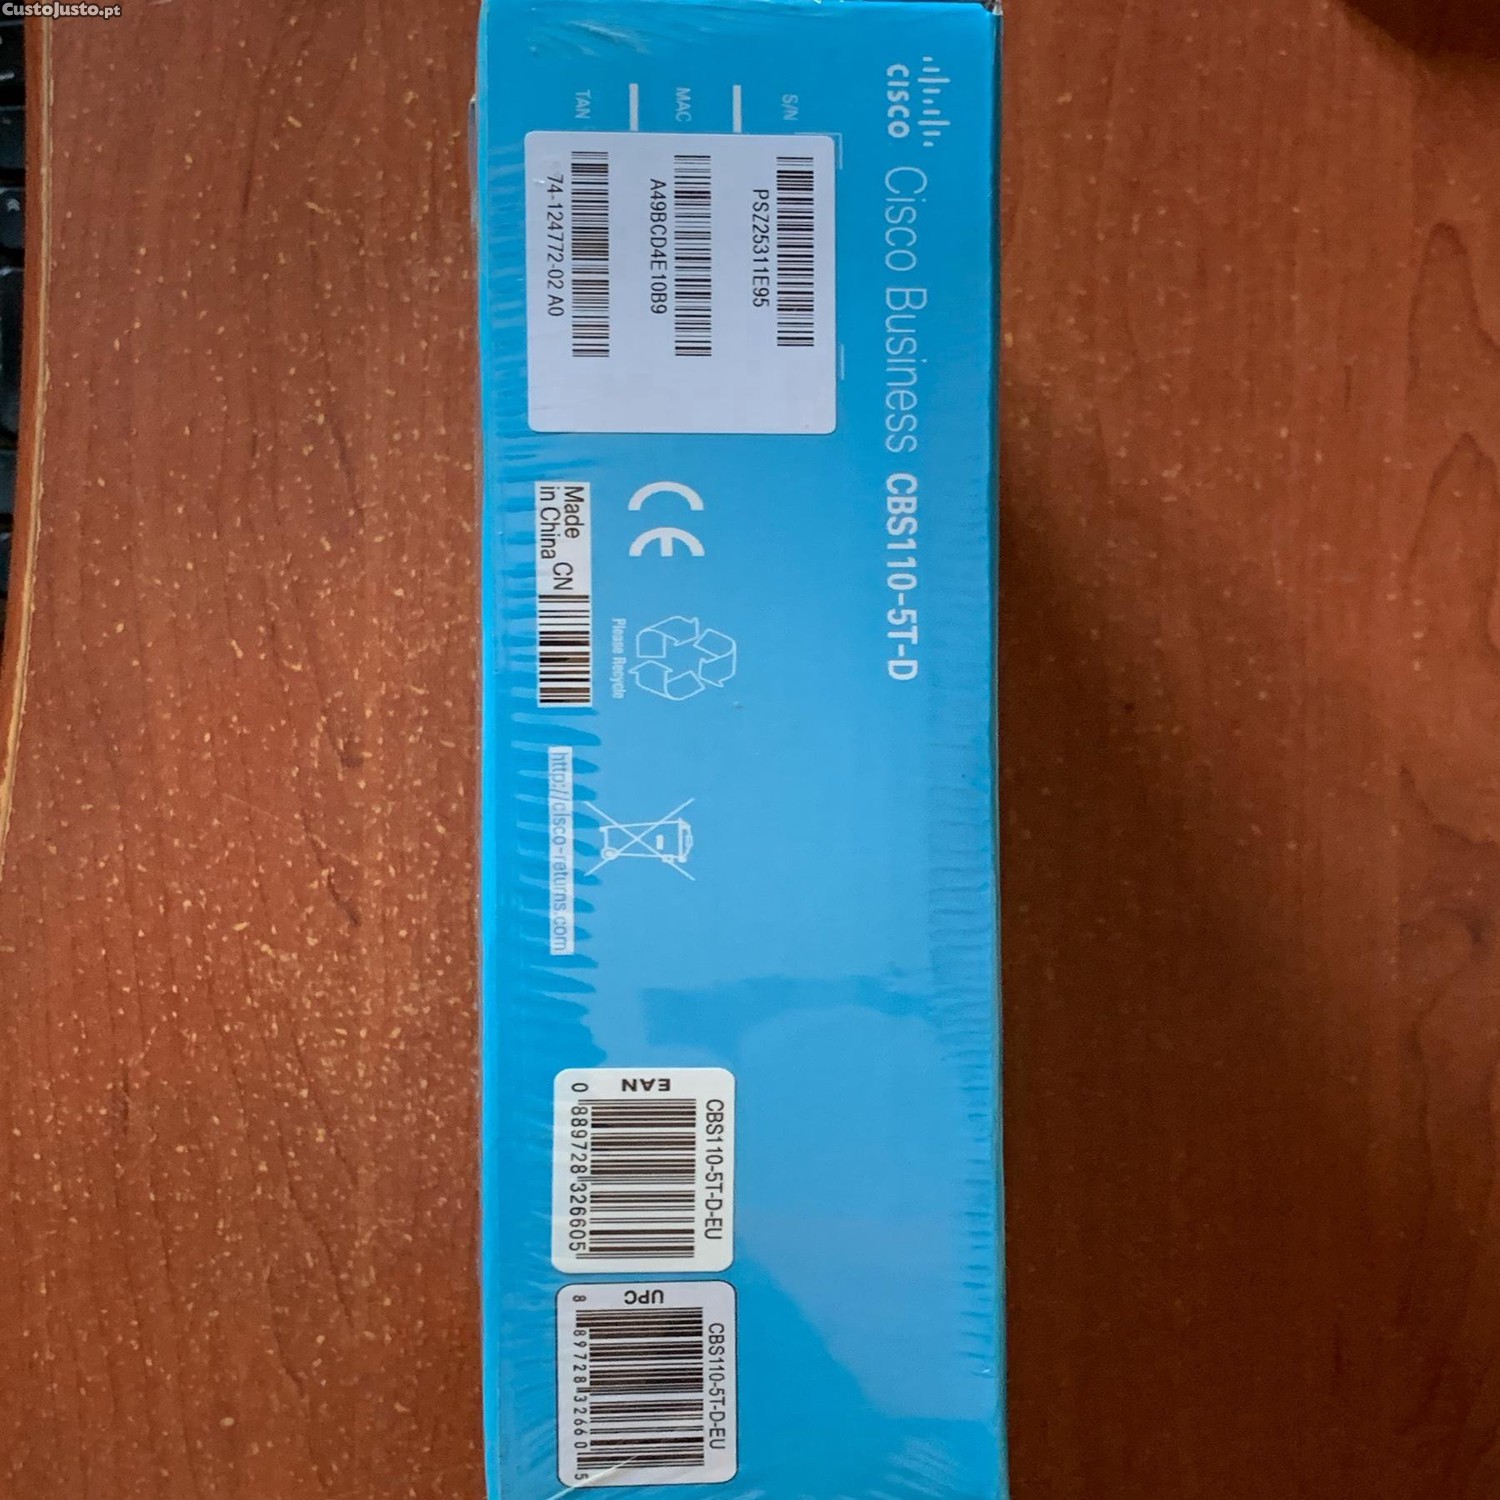 CustoJusto.pt
CISCO Cisco Business CBS110-5T-D
S/N
PSZ25311E95
MAC
A49BCD4E10B9
TAN
74-124772-02 A0
CE
Please Recycle
Made
in China CN
http://cisco-returns.com
CBS110-5T-D-EU
EAN
0 889728 326605
CBS110-5T-D-EU
UPC
8 89728 32660 5